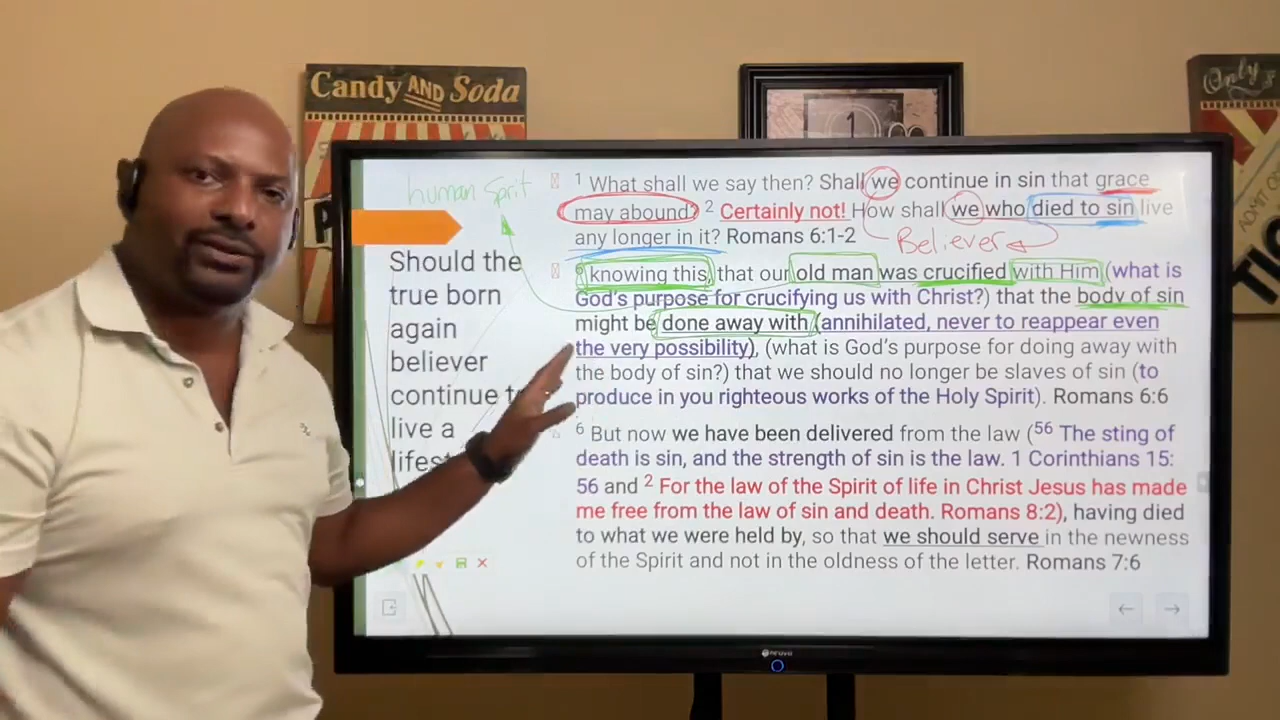 Candy AND Soda
Only
ADMIT O
TIC
human Spirit
Should the
true born
again
believer
continue t
live a
lifes
1 What shall we say then? Shall we continue in sin that grace
may abound? 2 Certainly not! How shall we who died to sin live
any longer in it? Romans 6:1-2
Believer
6 knowing this, that our old man was crucified with Him (what is
God's purpose for crucifying us with Christ?) that the body of sin
might be done away with (annihilated, never to reappear even
the very possibility), (what is God's purpose for doing away with
the body of sin?) that we should no longer be slaves of sin (to
produce in you righteous works of the Holy Spirit). Romans 6:6
6 But now we have been delivered from the law (56 The sting of
death is sin, and the strength of sin is the law. 1 Corinthians 15:
56 and 2 For the law of the Spirit of life in Christ Jesus has made
me free from the law of sin and death. Romans 8:2), having died
to what we were held by, so that we should serve in the newness
of the Spirit and not in the oldness of the letter. Romans 7:6